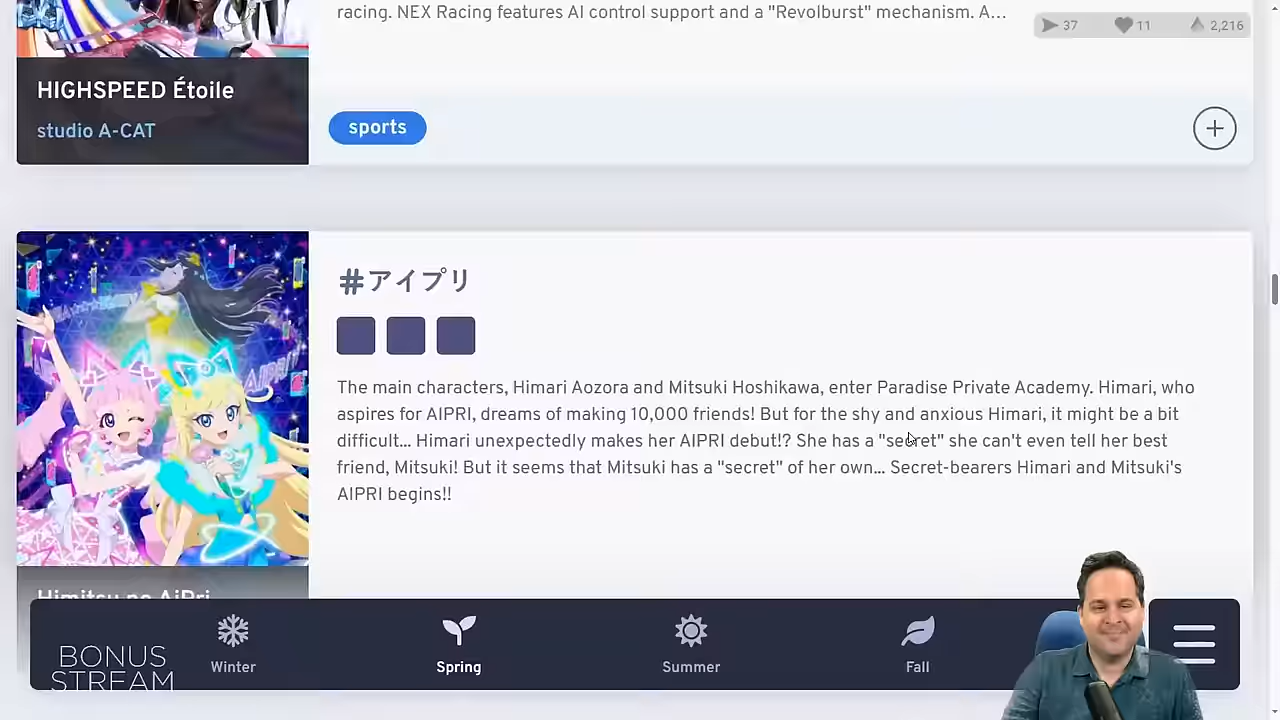 racing. NEX Racing features AI control support and a "Revolburst" mechanism. A...
37
11
2,216
HIGHSPEED Étoile
studio A-CAT
sports
#アイプリ
The main characters, Himari Aozora and Mitsuki Hoshikawa, enter Paradise Private Academy. Himari, who
aspires for AIPRI, dreams of making 10,000 friends! But for the shy and anxious Himari, it might be a bit
difficult... Himari unexpectedly makes her AIPRI debut!? She has a "secret" she can't even tell her best
friend, Mitsuki! But it seems that Mitsuki has a "secret" of her own... Secret-bearers Himari and Mitsuki's
AIPRI begins!!
Himitsu no AiPri
BONUS
STREAM
Winter
Spring
Summer
Fall